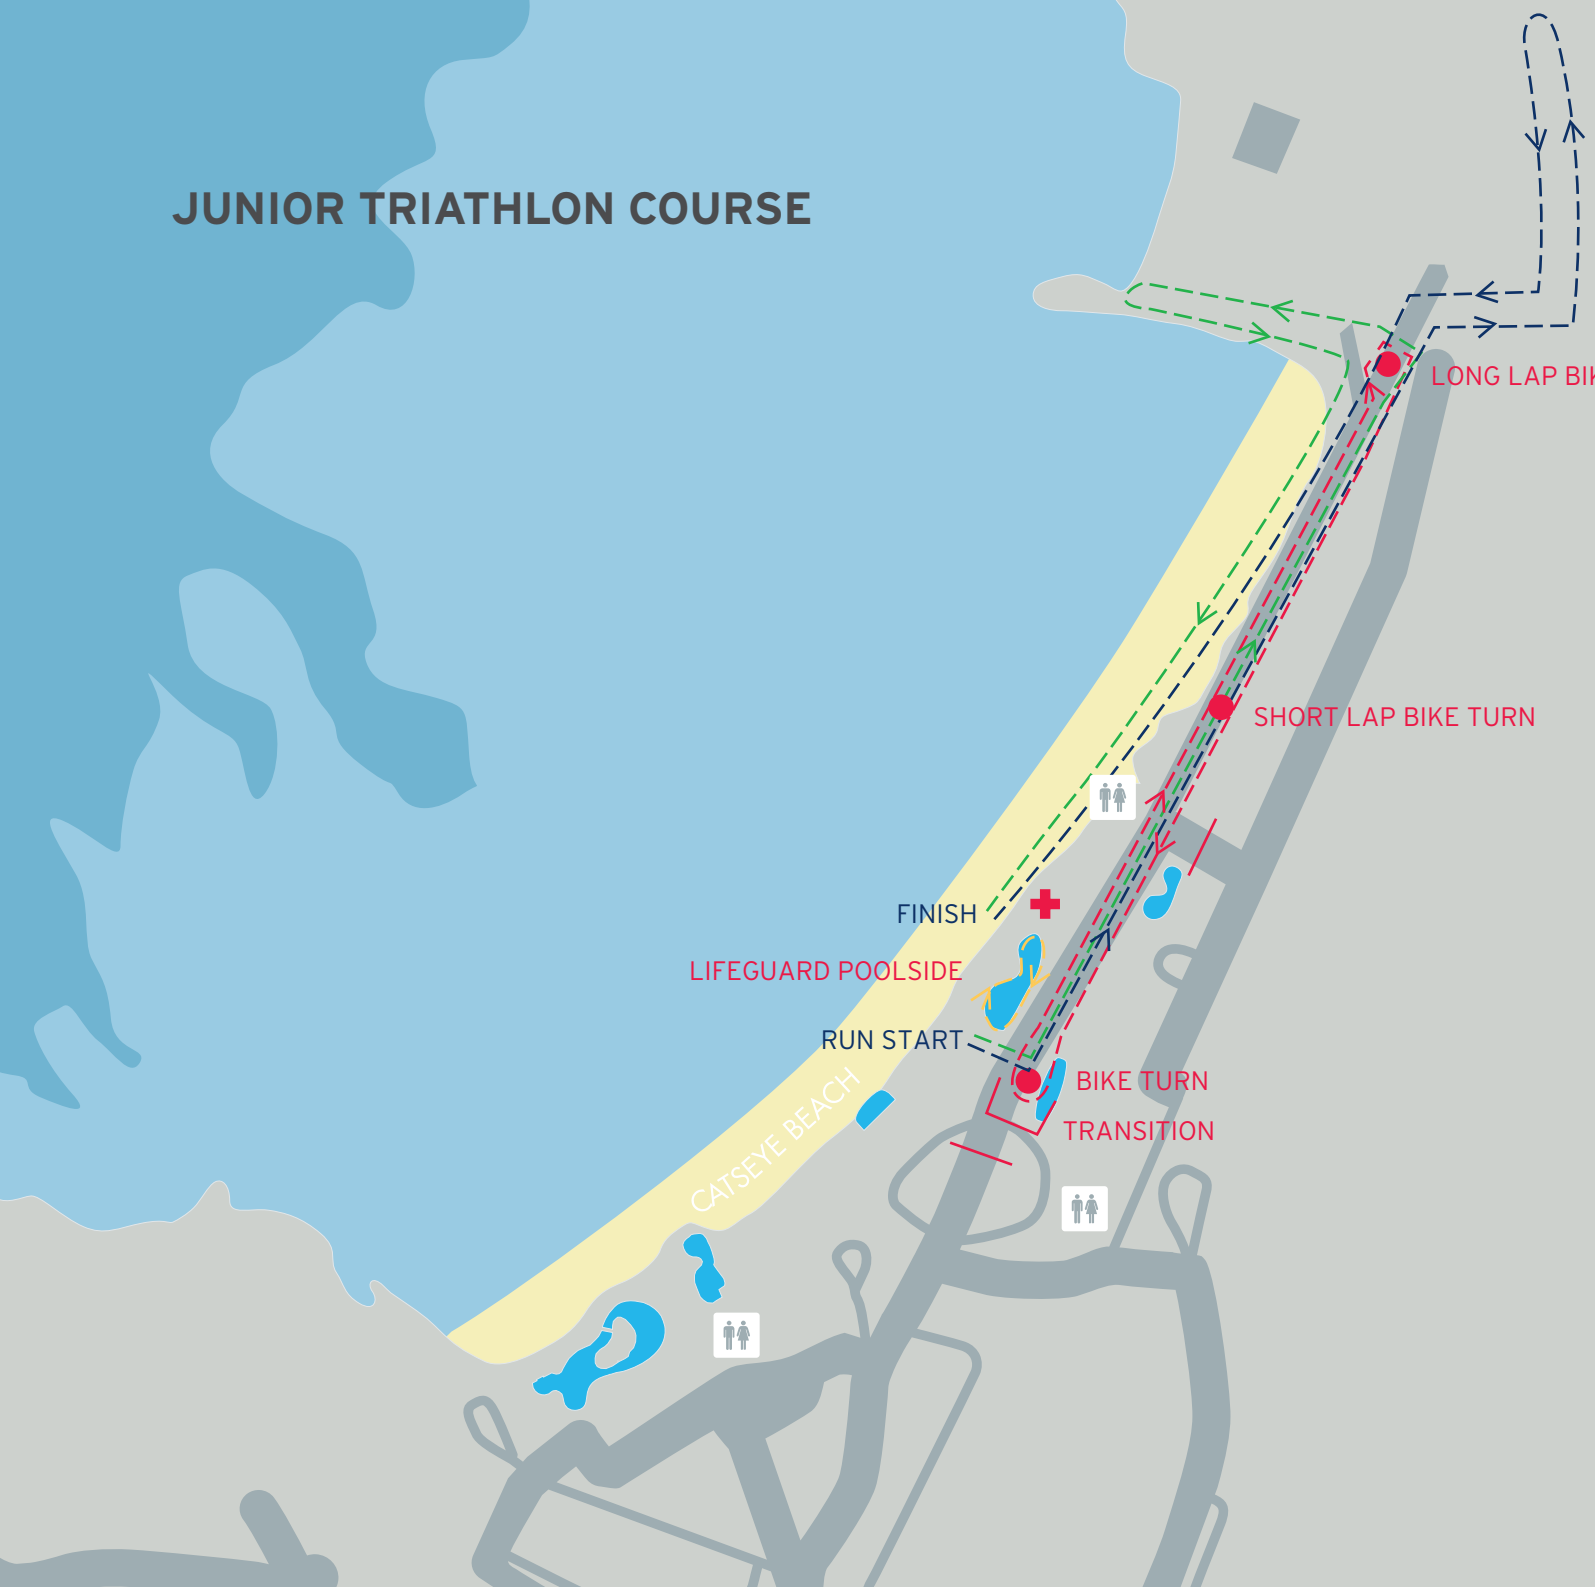 JUNIOR TRIATHLON COURSE
LONG LAP
SHORT LAP BIKE TURN
FINISH
LIFEGUARD POOLSIDE
RUN START
CATSEYE BEACH
BIKE TURN
TRANSITION